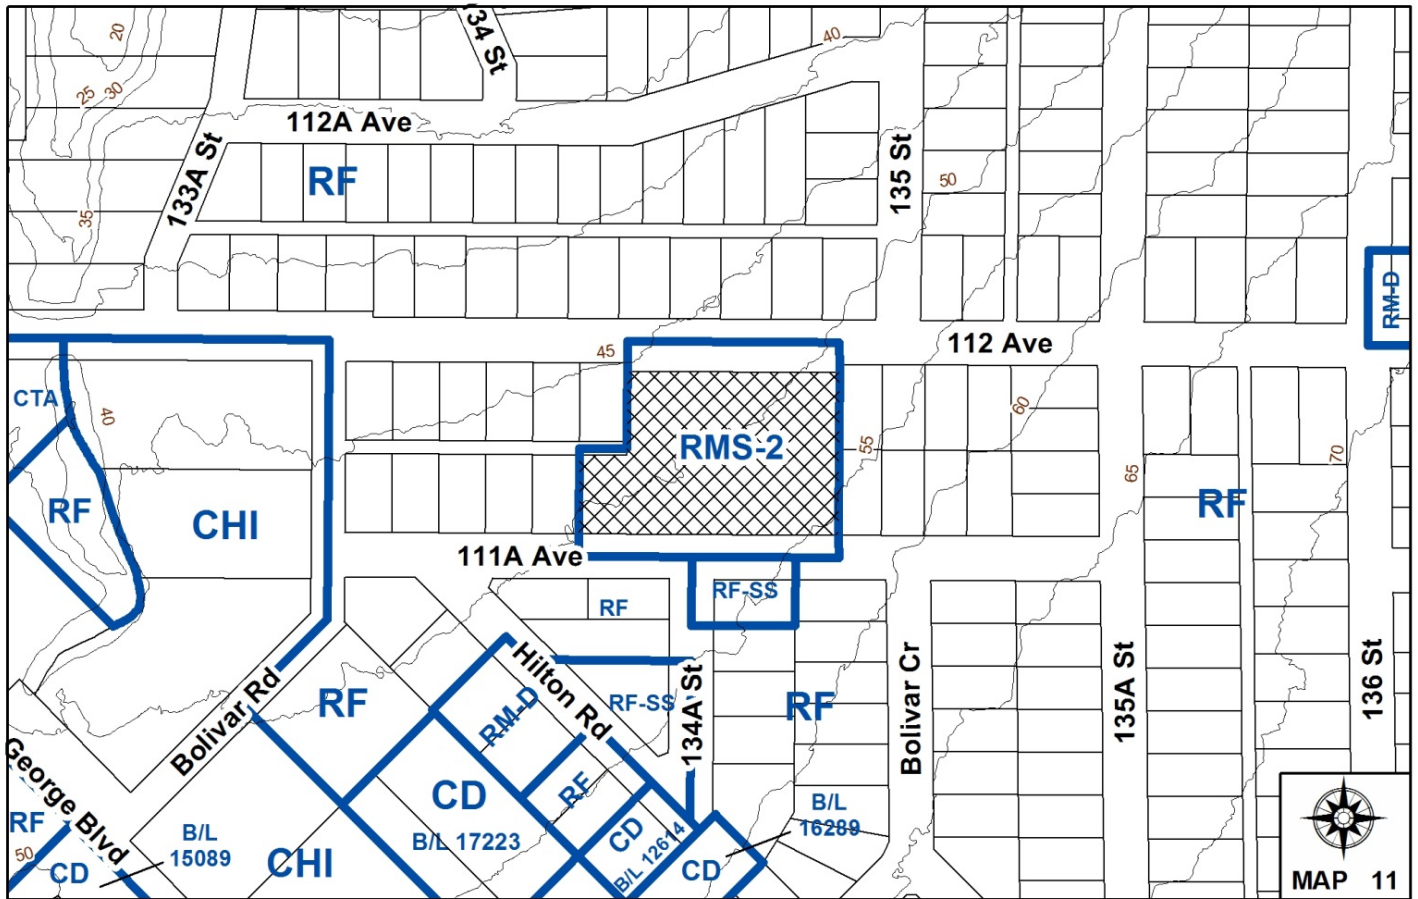 20
134 St
40
25
30
112A Ave
133A St
RF
135 St
50
35
RM-D
112 Ave
45
CTA
40
60
RMS-2
55
70
65
RF
RF
CHI
111A Ave
RF-SS
RF
Hilton Rd
Bolivar Cr
135A St
136 St
Bolivar Rd
RF
RM-D
RF-SS
134A St
RF
George Blvd
CD
RF
B/L
16289
RF
B/L
15089
B/L 17223
CD
B/L 12614
50
CD
CHI
CD
MAP 11